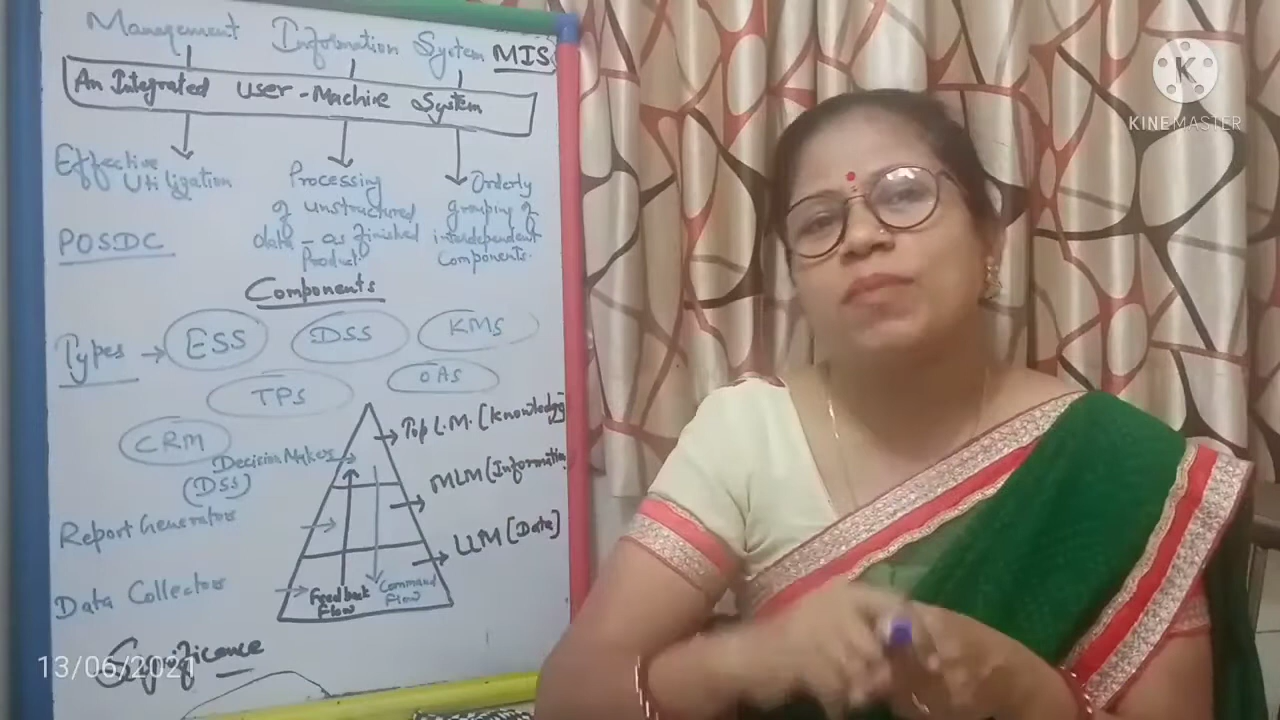 Management Information System MIS
An Integrated User-Machine System
Effective Utilization
Processing of unstructured data - as finished Product.
Orderly grouping of interdependent Components.
POSDC
Components
Types → ESS DSS KMS
TPS OAS
CRM
Top L.M. (Knowledge)
Decision Makers (DSS)
MLM (Information
Report Generators
LLM (Data)
Data Collectors
Feedback Flow
Command Flow
Significance
13/06/2021
K
KINEMASTER